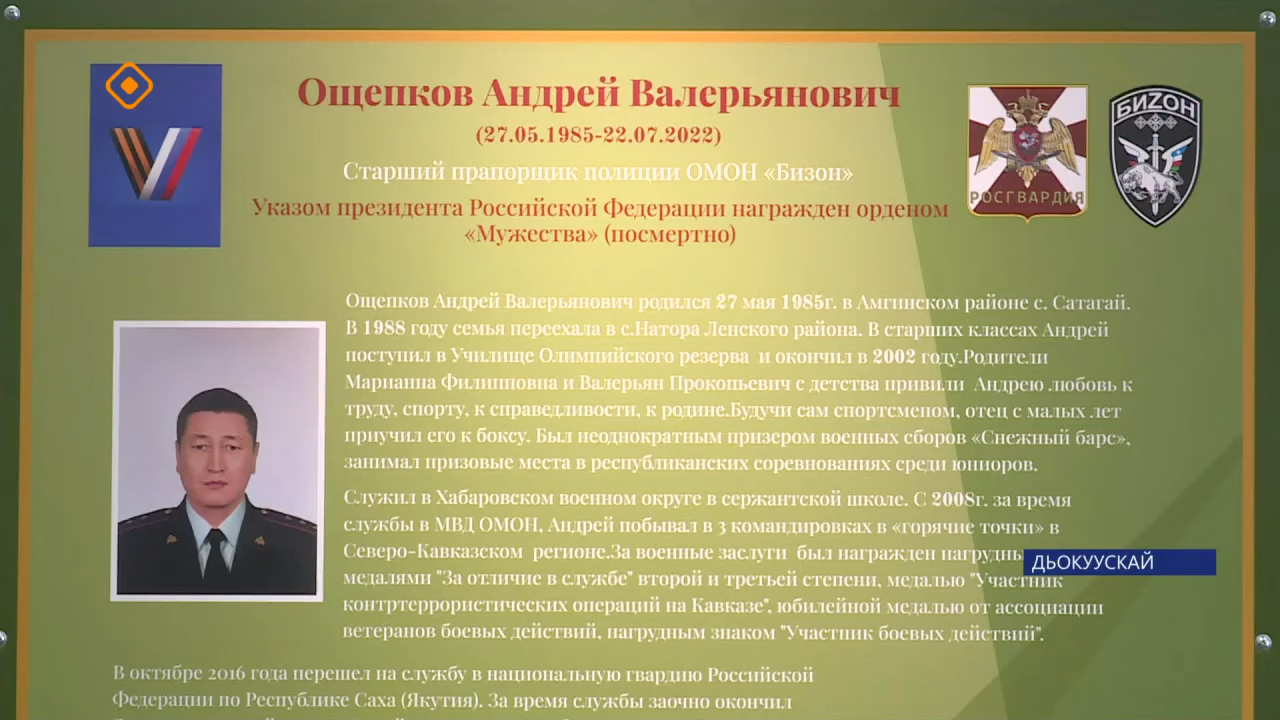 Ощепков Андрей Валерьянович
(27.05.1985-22.07.2022)
Старший прапорщик полиции ОМОН «Бизон»
Указом президента Российской Федерации награжден орденом
«Мужества» (посмертно)
РОСГВАРДИЯ
БИZОН
Ощепков Андрей Валерьянович родился 27 мая 1985г. в Амгинском районе с. Сатагай.
В 1988 году семья переехала в с.Натора Ленского района. В старших классах Андрей
поступил в Училище Олимпийского резерва и окончил в 2002 году.Родители
Марианна Филипповна и Валерьян Прокопьевич с детства привили Андрею любовь к
труду, спорту, к справедливости, к родине.Будучи сам спортсменом, отец с малых лет
приучил его к боксу. Был неоднократным призером военных сборов «Снежный барс»,
занимал призовые места в республиканских соревнованиях среди юниоров.
Служил в Хабаровском военном округе в сержантской школе. С 2008г. за время
службы в МВД ОМОН, Андрей побывал в 3 командировках в «горячие точки» в
Северо-Кавказском регионе.За военные заслуги был награжден
медалями "За отличие в службе" второй и третьей степени, медалью "Участник
контртеррористических операций на Кавказе", юбилейной медалью от ассоциации
ветеранов боевых действий, нагрудным знаком "Участник боевых действий".
ДЬОКУУСКАЙ
В октябре 2016 года перешел на службу в национальную гвардию Российской
Федерации по Республике Саха (Якутия). За время службы заочно окончил